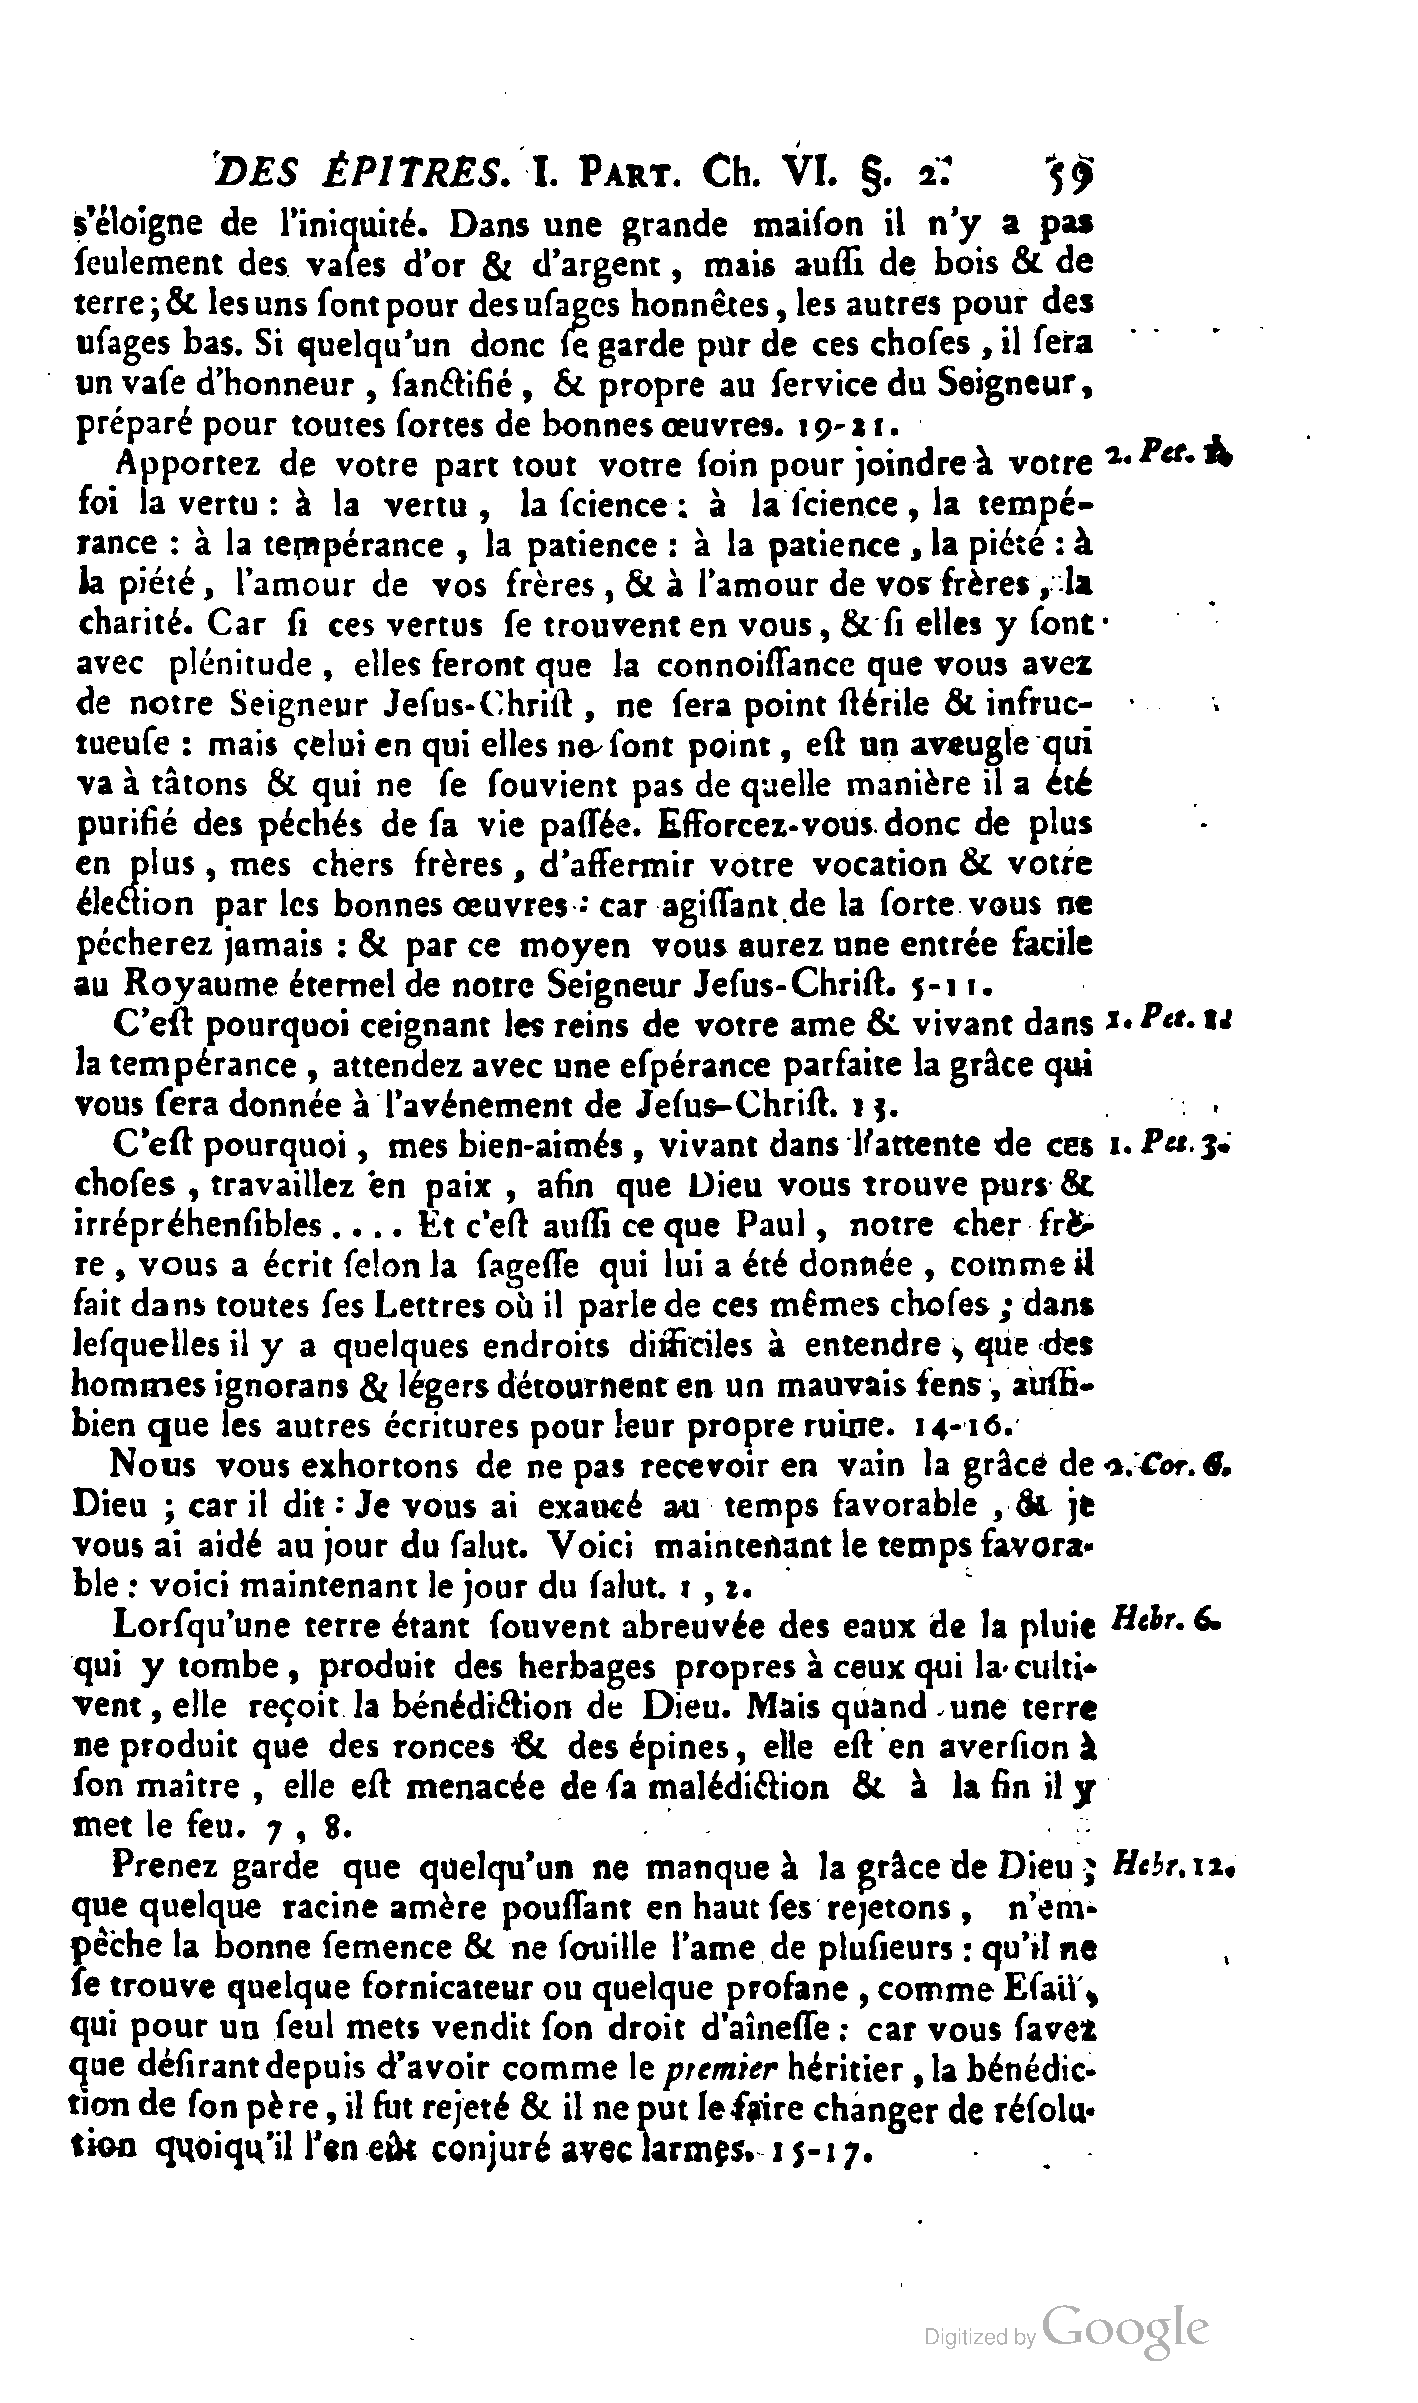 DES ÉPITRES. I. PART. Ch. VI. §. 2. 59
s'éloigne de l'iniquité. Dans une grande maiſon il n'y a pas
ſeulement des vaſes d'or & d'argent, mais auſſi de bois & de
terre; & les uns ſont pour des uſages honnêtes, les autres pour des
uſages bas. Si quelqu'un donc ſe garde pur de ces choſes, il ſera
un vaſe d'honneur, ſanctifié, & propre au ſervice du Seigneur,
préparé pour toutes ſortes de bonnes œuvres. 19-21.
Apportez de votre part tout votre ſoin pour joindre à votre 2. Pet.
foi la vertu : à la vertu, la ſcience : à la ſcience, la tempé-
rance : à la tempérance, la patience : à la patience, la piété : à
la piété, l'amour de vos frères, & à l'amour de vos frères, la
charité. Car ſi ces vertus ſe trouvent en vous, & ſi elles y ſont
avec plénitude, elles feront que la connoiſſance que vous avez
de notre Seigneur Jeſus-Chriſt, ne ſera point ſtérile & infruc-
tueuſe : mais celui en qui elles ne ſont point, eſt un aveugle qui
va à tâtons & qui ne ſe ſouvient pas de quelle manière il a été
purifié des péchés de ſa vie paſſée. Efforcez-vous donc de plus
en plus, mes chers frères, d'affermir votre vocation & votre
élection par les bonnes œuvres : car agiſſant de la ſorte vous ne
pécherez jamais : & par ce moyen vous aurez une entrée facile
au Royaume éternel de notre Seigneur Jeſus-Chriſt. 5-11.
C'eſt pourquoi ceignant les reins de votre ame & vivant dans 1. Pet. 1.
la tempérance, attendez avec une eſpérance parfaite la grâce qui
vous ſera donnée à l'avénement de Jeſus-Chriſt. 13.
C'eſt pourquoi, mes bien-aimés, vivant dans l'attente de ces 1. Pet. 3.
choſes, travaillez en paix, afin que Dieu vous trouve purs &
irrépréhenſibles.... Et c'eſt auſſi ce que Paul, notre cher frè-
re, vous a écrit ſelon la ſageſſe qui lui a été donnée, comme il
fait dans toutes ſes Lettres où il parle de ces mêmes choſes ; dans
leſquelles il y a quelques endroits difficiles à entendre, que des
hommes ignorans & légers détournent en un mauvais ſens, auſſi-
bien que les autres écritures pour leur propre ruine. 14-16.
Nous vous exhortons de ne pas recevoir en vain la grâce de 2. Cor. 6.
Dieu ; car il dit : Je vous ai exaucé au temps favorable, & je
vous ai aidé au jour du ſalut. Voici maintenant le temps favora-
ble : voici maintenant le jour du ſalut. 1, 2.
Lorſqu'une terre étant ſouvent abreuvée des eaux de la pluie Hebr. 6.
qui y tombe, produit des herbages propres à ceux qui la culti-
vent, elle reçoit la bénédiction de Dieu. Mais quand une terre
ne produit que des ronces & des épines, elle eſt en averſion à
ſon maître, elle eſt menacée de ſa malédiction & à la fin il y
met le feu. 7, 8.
Prenez garde que quelqu'un ne manque à la grâce de Dieu ; Hebr. 12.
que quelque racine amère pouſſant en haut ſes rejetons, n'em-
pêche la bonne ſemence & ne ſouille l'ame de pluſieurs : qu'il ne
ſe trouve quelque fornicateur ou quelque profane, comme Eſaü,
qui pour un ſeul mets vendit ſon droit d'aîneſſe : car vous ſavez
que déſirant depuis d'avoir comme le premier héritier, la bénédic-
tion de ſon père, il fut rejeté & il ne put le faire changer de réſolu-
tion quoiqu'il l'en eût conjuré avec larmes. 15-17.
Digitized by Google